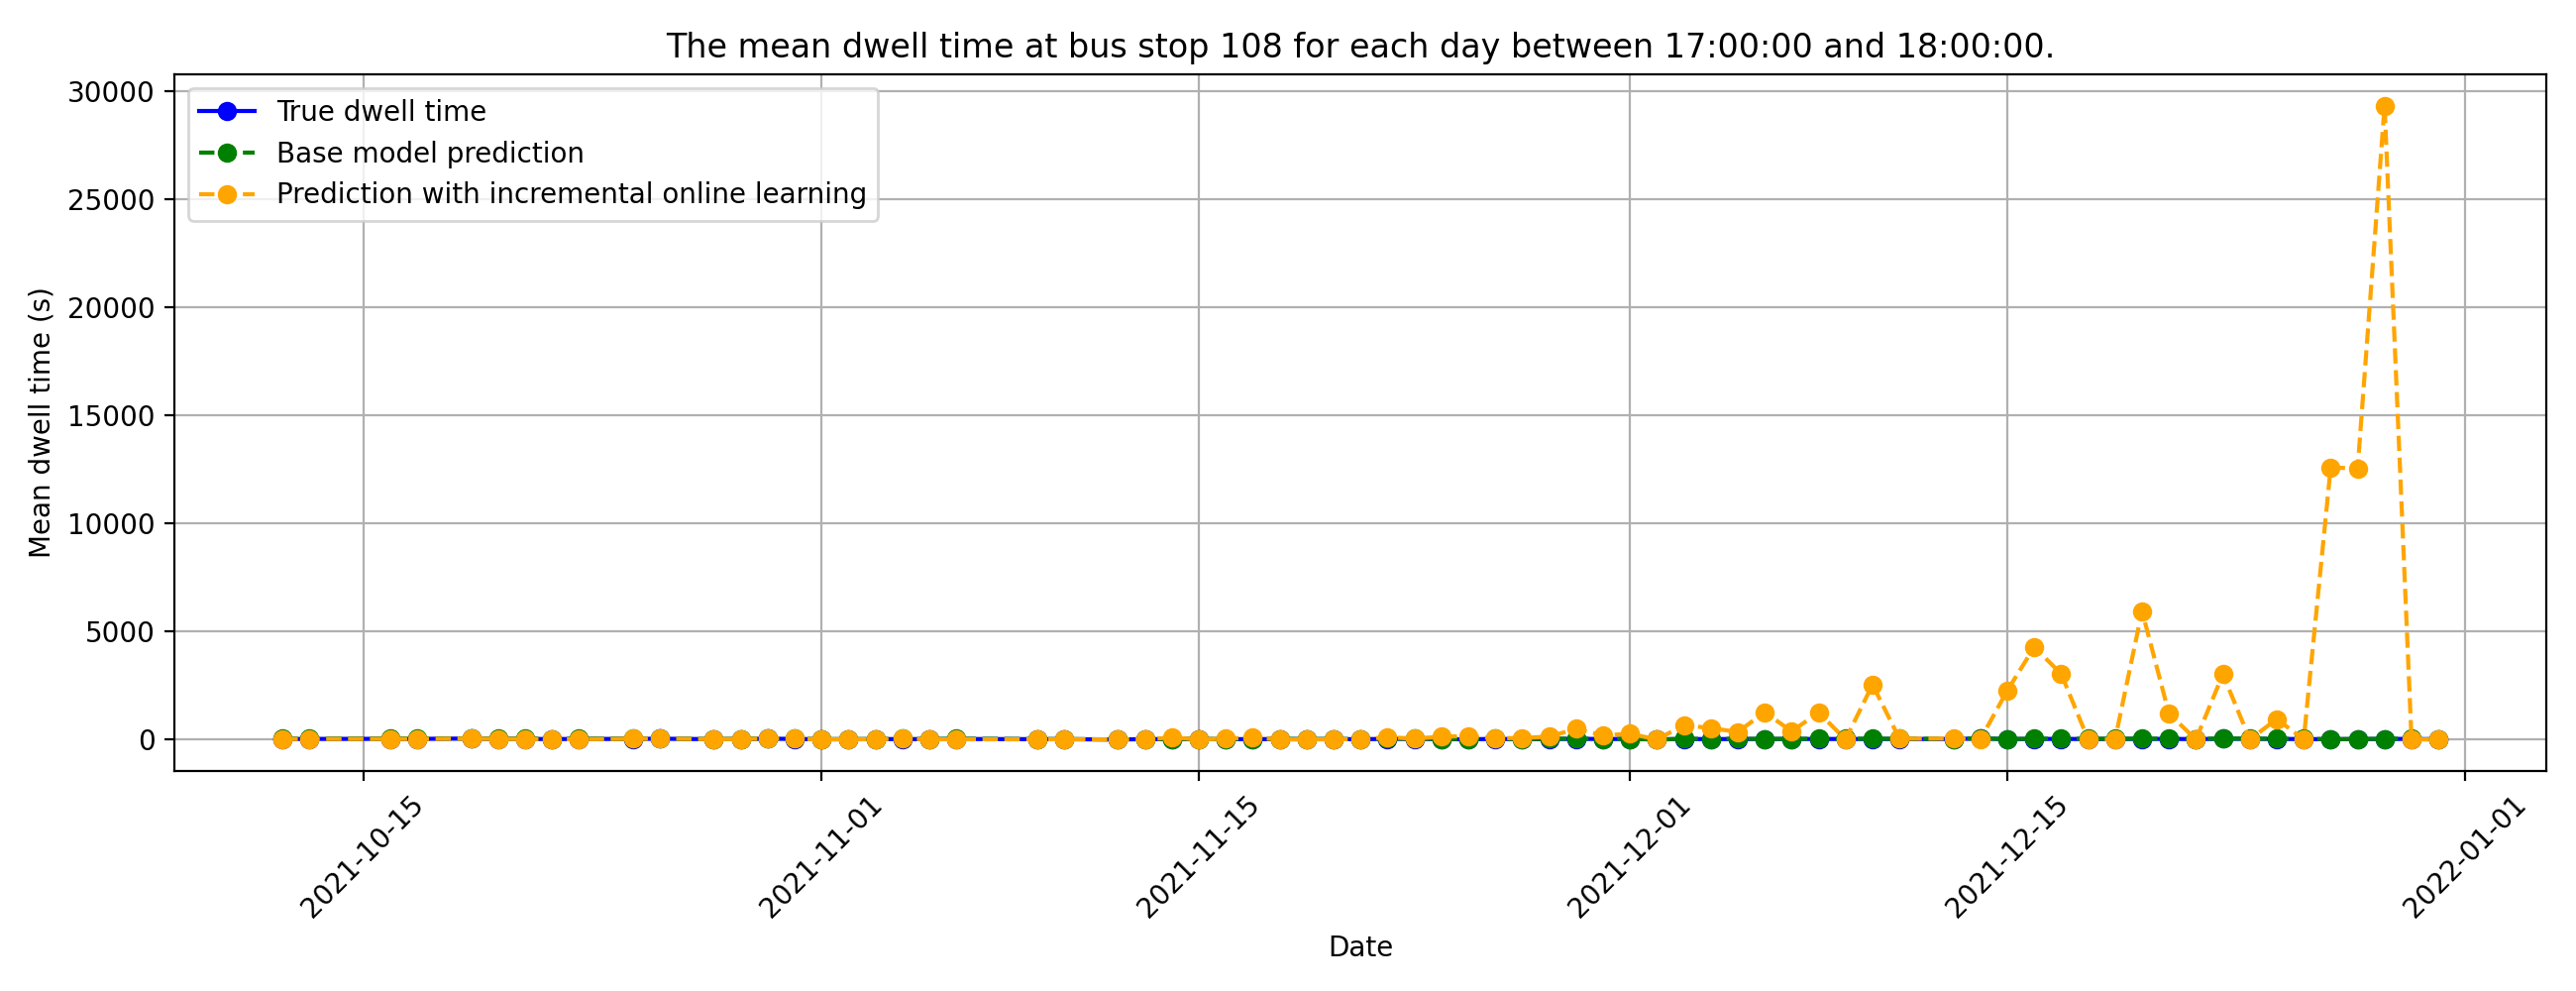 The mean dwell time at bus stop 108 for each day between 17:00:00 and 18:00:00.
True dwell time
Base model prediction
Prediction with incremental online learning
Mean dwell time (s)
30000
25000
20000
15000
10000
5000
0
2021-10-15
2021-11-01
2021-11-15
2021-12-01
2021-12-15
2022-01-01
Date